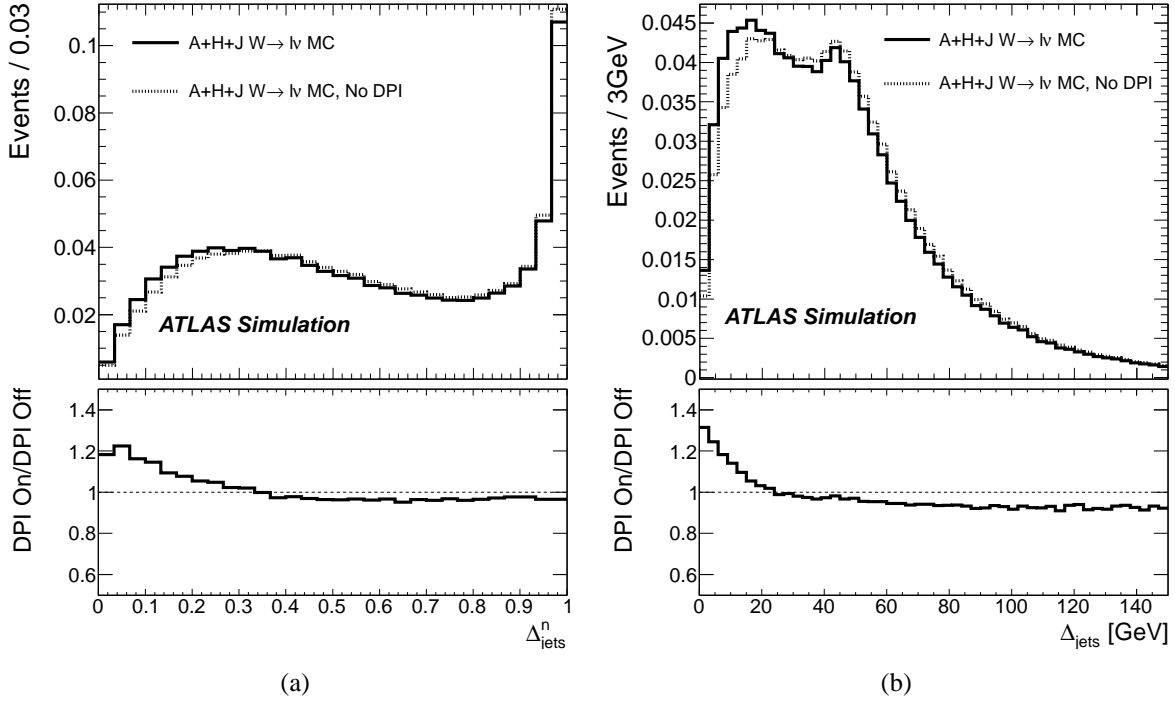 Events / 0.03
0.1
0.08
0.06
0.04
0.02
A+H+J W→ lν MC
A+H+J W→ lν MC, No DPI
ATLAS Simulation
DPI On/DPI Off
1.4
1.2
1
0.8
0.6
0 0.1 0.2 0.3 0.4 0.5 0.6 0.7 0.8 0.9 1
Δⁿjets
(a)
Events / 3GeV
0.045
0.04
0.035
0.03
0.025
0.02
0.015
0.01
0.005
0
A+H+J W→ lν MC
A+H+J W→ lν MC, No DPI
ATLAS Simulation
DPI On/DPI Off
1.4
1.2
1
0.8
0.6
0 20 40 60 80 100 120 140
Δjets [GeV]
(b)